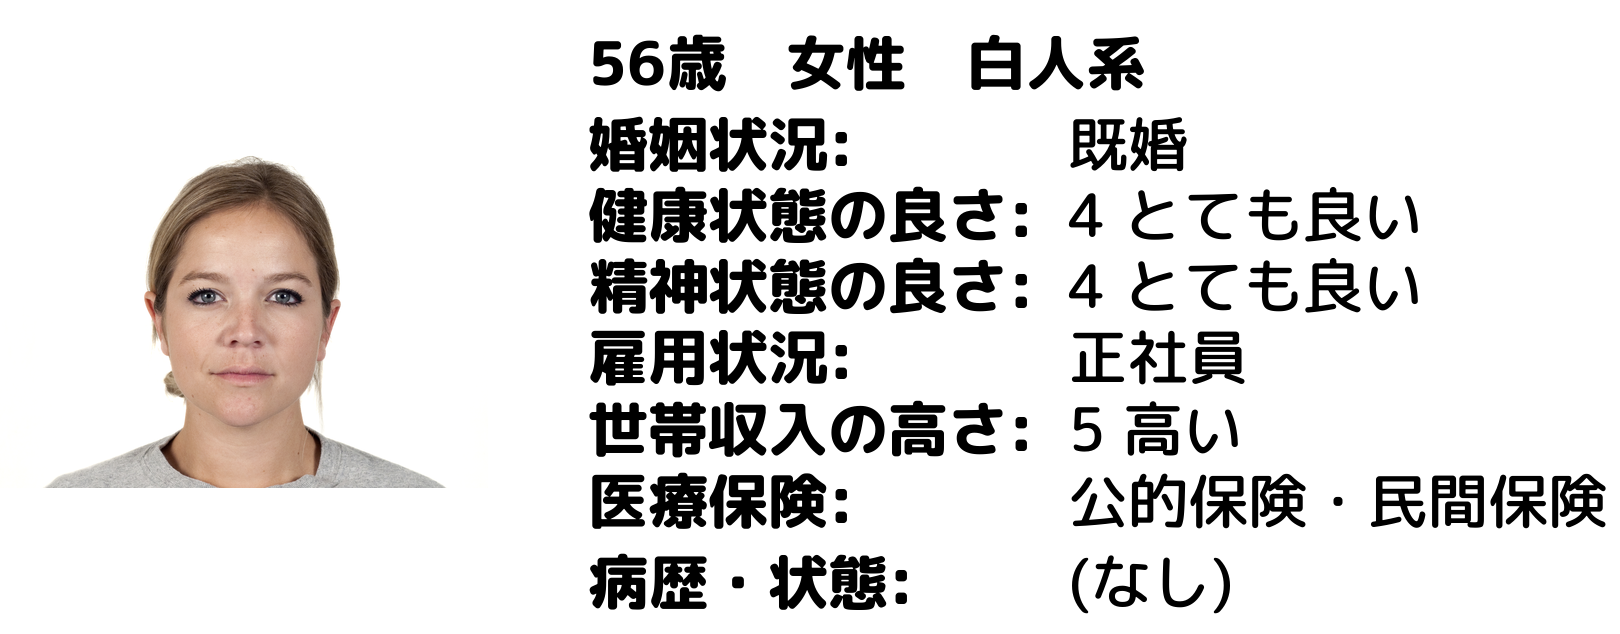 56歳　女性　白人系
婚姻状況: 既婚
健康状態の良さ: 4 とても良い
精神状態の良さ: 4 とても良い
雇用状況: 正社員
世帯収入の高さ: 5 高い
医療保険: 公的保険・民間保険
病歴・状態: (なし)